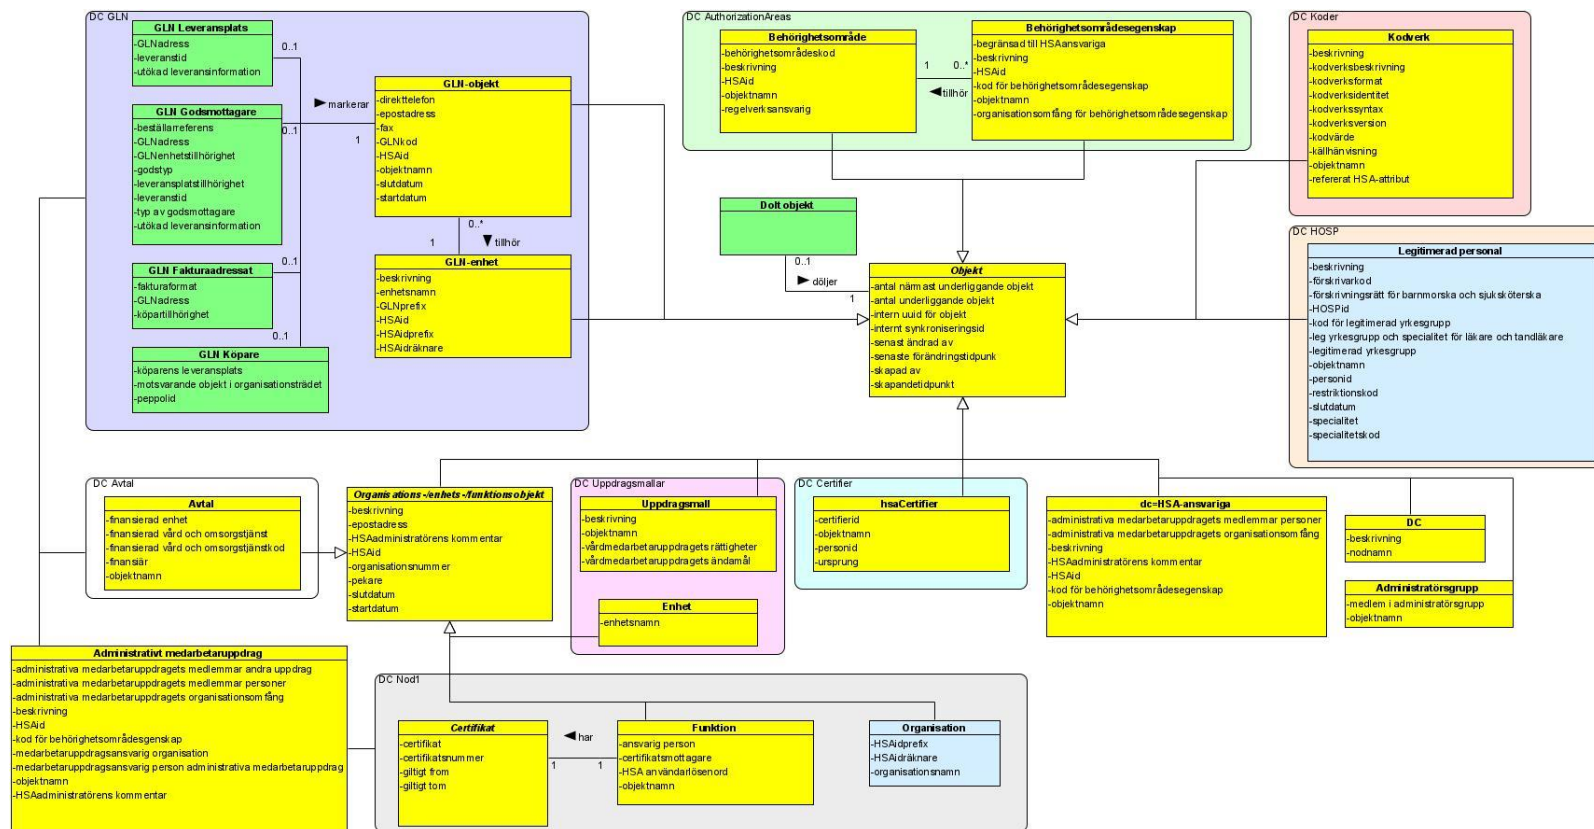 DC GLN
GLN Leveransplats
-GLNadress
-leveranstid
-utökad leveransinformation
0..1
GLN Godsmottagare
-beställarreferens
-GLNadress
-GLNenhetstillhörighet
-godstyp
-leveransplatstillhörighet
-leveranstid
-typ av godsmottagare
-utökad leveransinformation
0..1
markerar
1
GLN Fakturaadressat
-fakturaformat
-GLNadress
-köpartillhörighet
0..1
GLN Köpare
-köparens leveransplats
-motsvarande objekt i organisationsträdet
-peppolid
0..1
GLN-objekt
-direkttelefon
-epostadress
-fax
-GLNkod
-HSAid
-objektnamn
-slutdatum
-startdatum
0..*
1
tillhör
GLN-enhet
-beskrivning
-enhetsnamn
-GLNprefix
-HSAid
-HSAidprefix
-HSAidräknare
DC AuthorizationAreas
Behörighetsområde
-behörighetsområdeskod
-beskrivning
-HSAid
-objektnamn
-regelverksansvarig
1
0..*
tillhör
Behörighetsområdesegenskap
-begränsad till HSAansvariga
-beskrivning
-HSAid
-kod för behörighetsområdesegenskap
-objektnamn
-organisationsomfång för behörighetsområdesegenskap
DC Koder
Kodverk
-beskrivning
-kodverksbeskrivning
-kodverksformat
-kodverksidentitet
-kodverkssyntax
-kodverksversion
-kodvärde
-källhänvisning
-objektnamn
-refererat HSA-attribut
Dolt objekt
0..1
döljer
1
Objekt
-antal närmast underliggande objekt
-antal underliggande objekt
-intern uuid för objekt
-internt synkroniseringsid
-senast ändrad av
-senaste förändringstidpunk
-skapad av
-skapandetidpunkt
DC HOSP
Legitimerad personal
-beskrivning
-förskrivarkod
-förskrivningsrätt för barnmorska och sjuksköterska
-HOSPid
-kod för legitimerad yrkesgrupp
-leg yrkesgrupp och specialitet för läkare och tandläkare
-legitimerad yrkesgrupp
-objektnamn
-personid
-restriktionskod
-slutdatum
-specialitet
-specialitetskod
DC Avtal
Avtal
-finansierad enhet
-finansierad vård och omsorgstjänst
-finansierad vård och omsorgstjänstkod
-finansiär
-objektnamn
Organisations-/enhets-/funktionsobjekt
-beskrivning
-epostadress
-HSAadministratörens kommentar
-HSAid
-organisationsnummer
-pekare
-slutdatum
-startdatum
DC Uppdragsmallar
Uppdragsmall
-beskrivning
-objektnamn
-vårdmedarbetaruppdragets rättigheter
-vårdmedarbetaruppdragets ändamål
Enhet
-enhetsnamn
DC Certifier
hsaCertifier
-certifierid
-objektnamn
-personid
-ursprung
dc=HSA-ansvariga
-administrativa medarbetaruppdragets medlemmar personer
-administrativa medarbetaruppdragets organisationsomfång
-beskrivning
-HSAadministratörens kommentar
-HSAid
-kod för behörighetsområdesegenskap
-objektnamn
DC
-beskrivning
-nodnamn
Administratörsgrupp
-medlem i administratörsgrupp
-objektnamn
Administrativt medarbetaruppdrag
-administrativa medarbetaruppdragets medlemmar andra uppdrag
-administrativa medarbetaruppdragets medlemmar personer
-administrativa medarbetaruppdragets organisationsomfång
-beskrivning
-HSAid
-kod för behörighetsområdesgenskap
-medarbetaruppdragsansvarig organisation
-medarbetaruppdragsansvarig person administrativa medarbetaruppdrag
-objektnamn
-HSAadministratörens kommentar
DC Nod1
Certifikat
-certifikat
-certifikatsnummer
-giltigt from
-giltigt tom
har
1
1
Funktion
-ansvarig person
-certifikatsmottagare
-HSA användarlösenord
-objektnamn
Organisation
-HSAidprefix
-HSAidräknare
-organisationsnamn